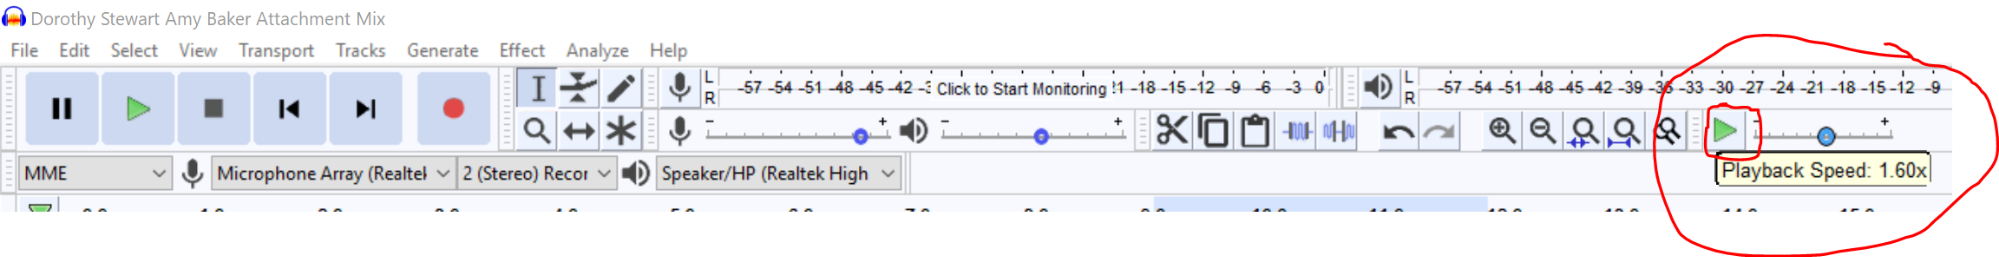 Dorothy Stewart Amy Baker Attachment Mix
File Edit Select View Transport Tracks Generate Effect Analyze Help
L -57 -54 -51 -48 -45 -42 -3 Click to Start Monitoring -18 -15 -12 -9 -6 -3 0 L -57 -54 -51 -48 -45 -42 -39 -36 -33 -30 -27 -24 -21 -18 -15 -12 -9
R R
- + - + - +
MME Microphone Array (Realtek 2 (Stereo) Recor Speaker/HP (Realtek High Playback Speed: 1.60x